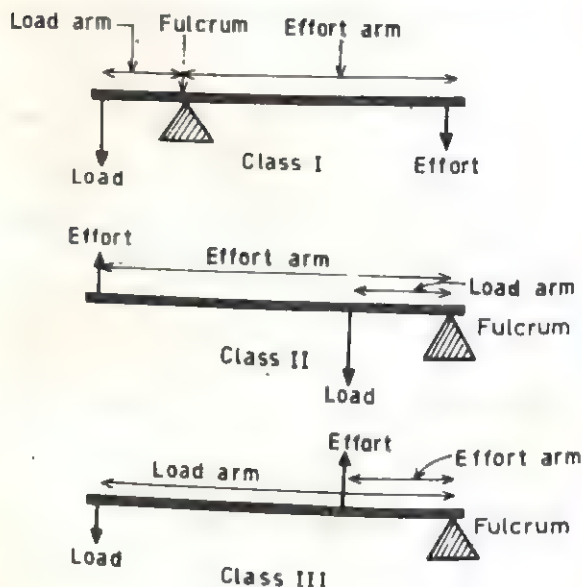 Load arm Fulcrum Effort arm
Load Class I Effort
Effort
Effort arm
Load arm
Fulcrum
Class II
Load
Effort
Load arm Effort arm
Fulcrum
Load
Class III